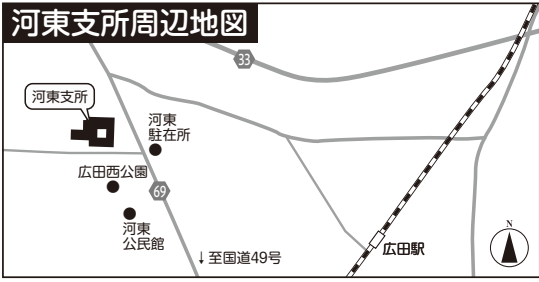 河東支所周辺地図
33
河東支所
河東
駐在所
広田西公園
69
河東
公民館
↓至国道49号
広田駅
N